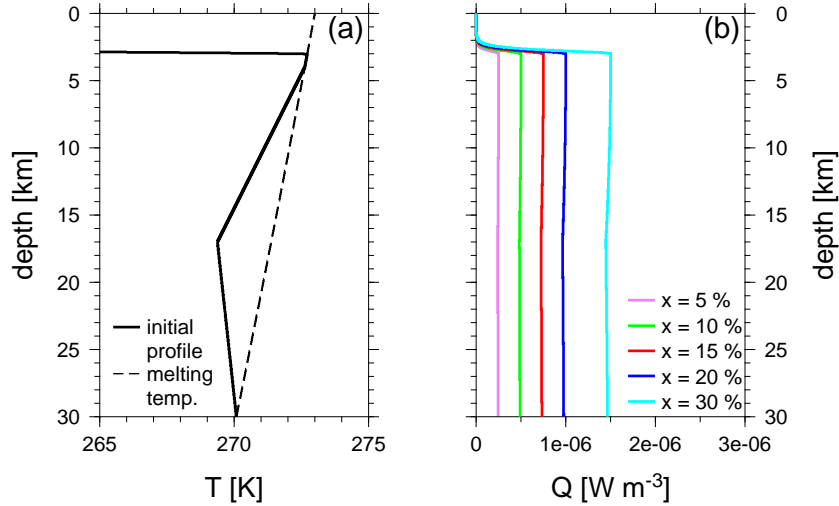 (a)
0
5
10
15
20
25
30
depth [km]
initial
profile
melting
temp.
265
270
275
T [K]
(b)
0
5
10
15
20
25
30
depth [km]
x = 5 %
x = 10 %
x = 15 %
x = 20 %
x = 30 %
0
1e-06
2e-06
3e-06
Q [W m⁻³]